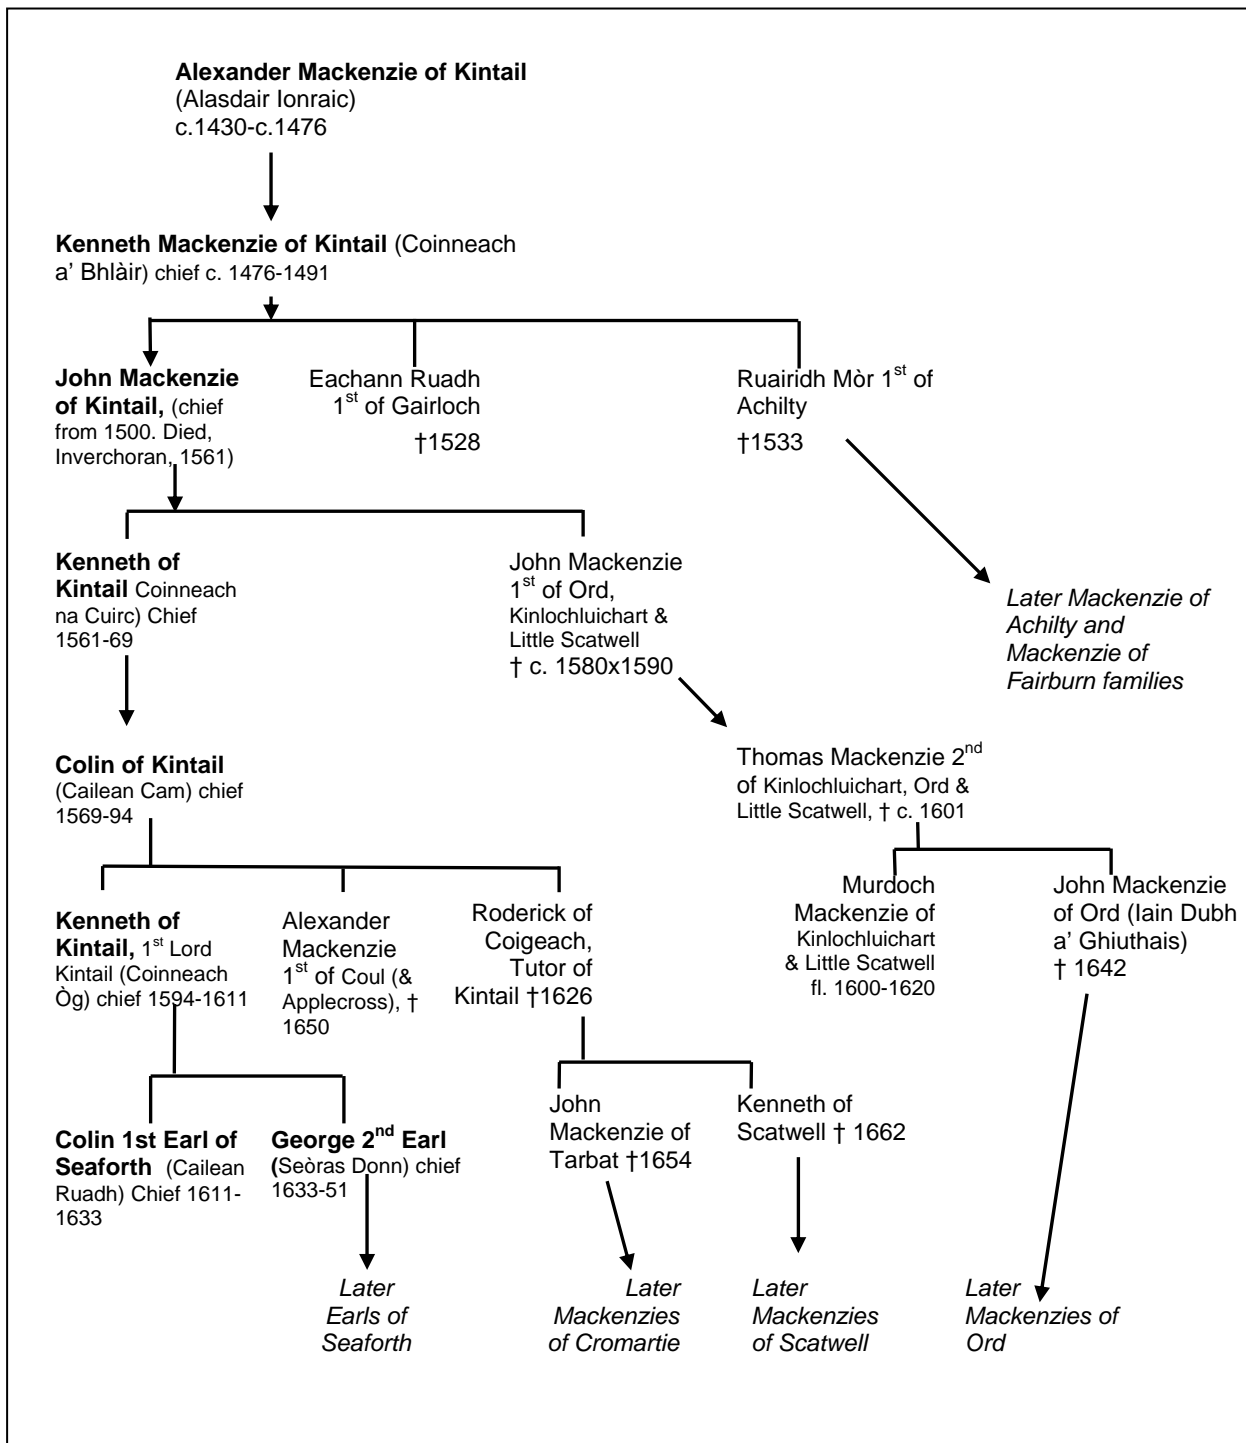 Alexander Mackenzie of Kintail
(Alasdair Ionraic)
c.1430-c.1476
Kenneth Mackenzie of Kintail (Coinneach
a' Bhlàir) chief c. 1476-1491
John Mackenzie
of Kintail, (chief
from 1500. Died,
Inverchoran, 1561)
Eachann Ruadh
1st of Gairloch
†1528
Ruairidh Mòr 1st of
Achilty
†1533
Kenneth of
Kintail Coinneach
na Cuirc) Chief
1561-69
John Mackenzie
1st of Ord,
Kinlochluichart &
Little Scatwell
† c. 1580x1590
Later Mackenzie of
Achilty and
Mackenzie of
Fairburn families
Colin of Kintail
(Cailean Cam) chief
1569-94
Thomas Mackenzie 2nd
of Kinlochluichart, Ord &
Little Scatwell, † c. 1601
Kenneth of
Kintail, 1st Lord
Kintail (Coinneach
Òg) chief 1594-1611
Alexander
Mackenzie
1st of Coul (&
Applecross), †
1650
Roderick of
Coigeach,
Tutor of
Kintail †1626
Murdoch
Mackenzie of
Kinlochluichart
& Little Scatwell
fl. 1600-1620
John Mackenzie
of Ord (Iain Dubh
a' Ghiuthais)
† 1642
Colin 1st Earl of
Seaforth (Cailean
Ruadh) Chief 1611-
1633
George 2nd Earl
(Seòras Donn) chief
1633-51
John
Mackenzie of
Tarbat †1654
Kenneth of
Scatwell † 1662
Later
Earls of
Seaforth
Later
Mackenzies
of Cromartie
Later
Mackenzies
of Scatwell
Later
Mackenzies of
Ord